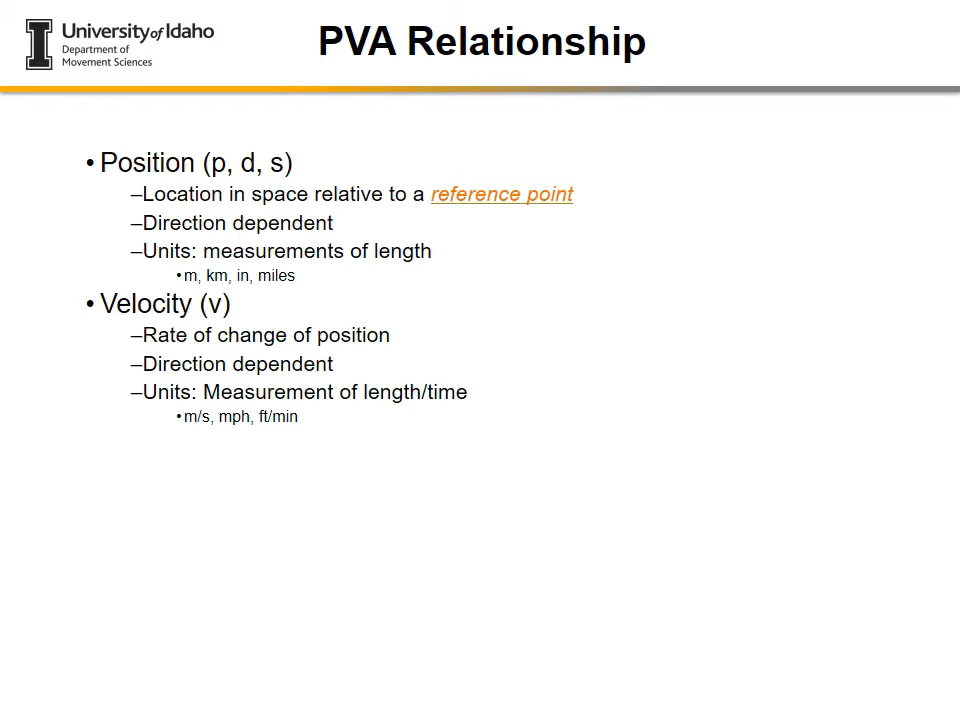 University of Idaho
Department of
Movement Sciences
PVA Relationship
• Position (p, d, s)
–Location in space relative to a reference point
–Direction dependent
–Units: measurements of length
• m, km, in, miles
• Velocity (v)
–Rate of change of position
–Direction dependent
–Units: Measurement of length/time
• m/s, mph, ft/min